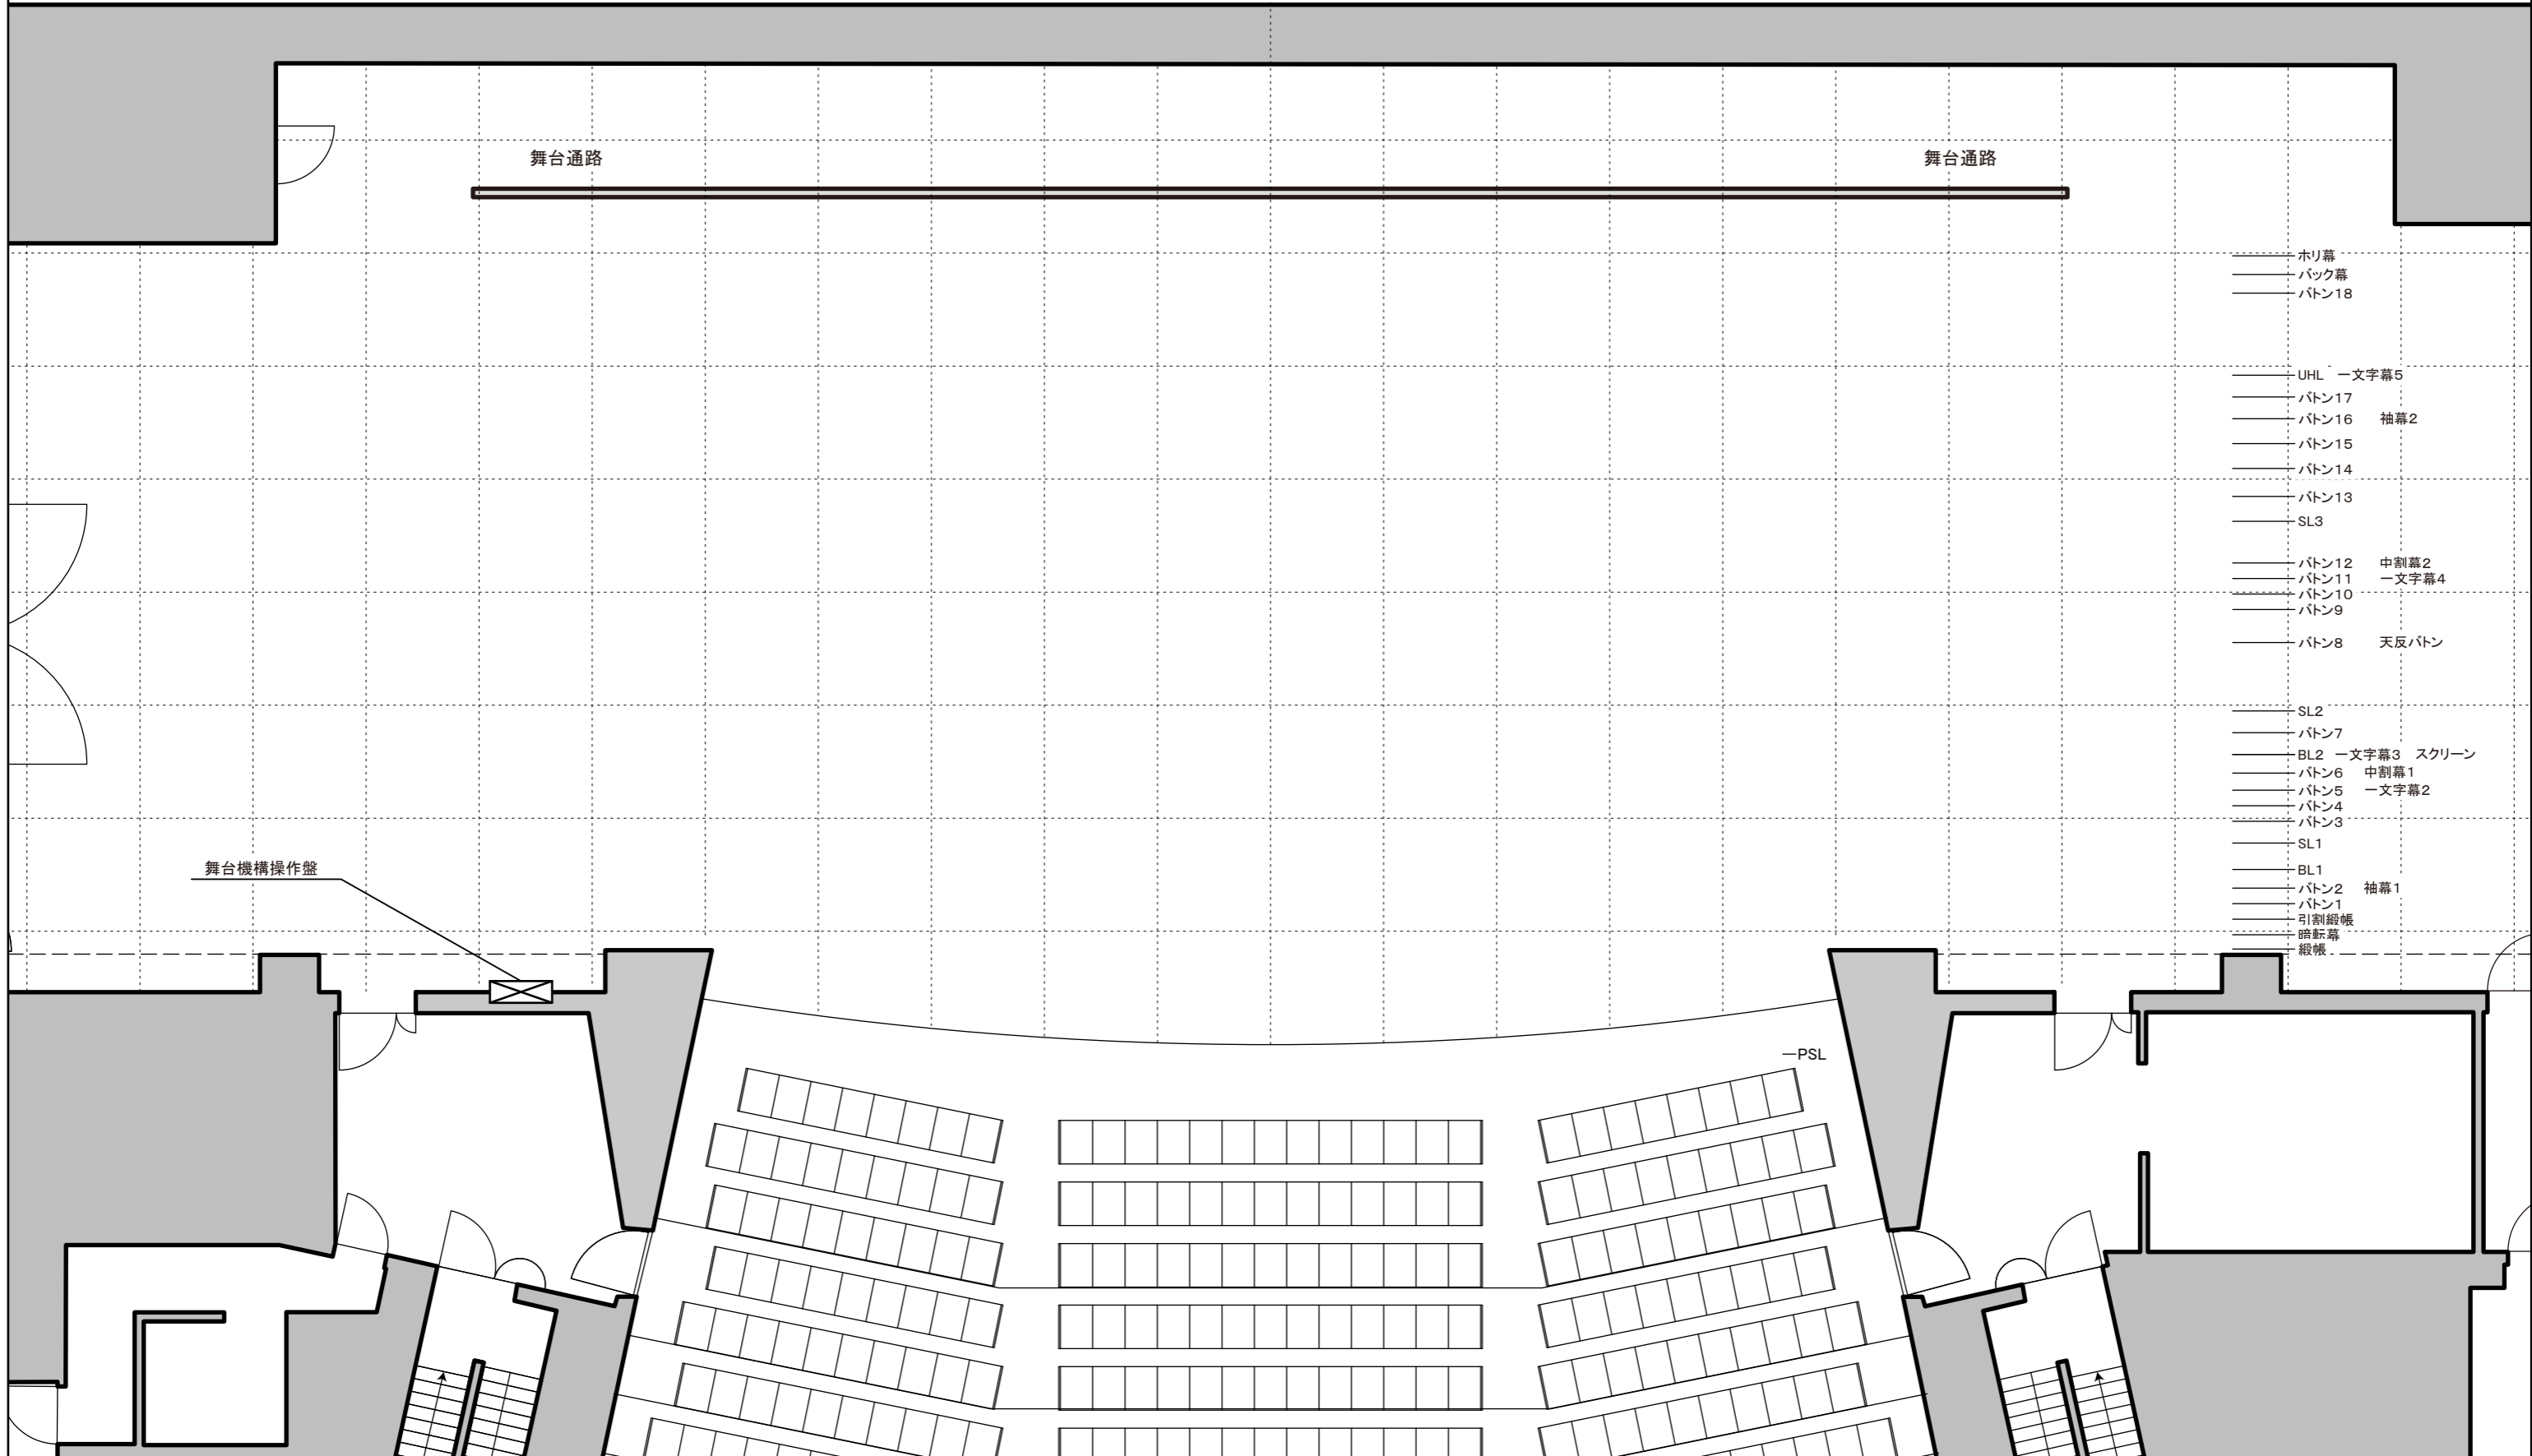 舞台通路
舞台通路
ホリ幕
バック幕
バトン18
UHL 一文字幕5
バトン17
バトン16 袖幕2
バトン15
バトン14
バトン13
SL3
バトン12 中割幕2
バトン11 一文字幕4
バトン10
バトン9
バトン8 天反バトン
SL2
バトン7
BL2 一文字幕3 スクリーン
バトン6 中割幕1
バトン5 一文字幕2
バトン4
バトン3
SL1
舞台機構操作盤
BL1
バトン2 袖幕1
バトン1
引割緞帳
暗転幕
緞帳
PSL